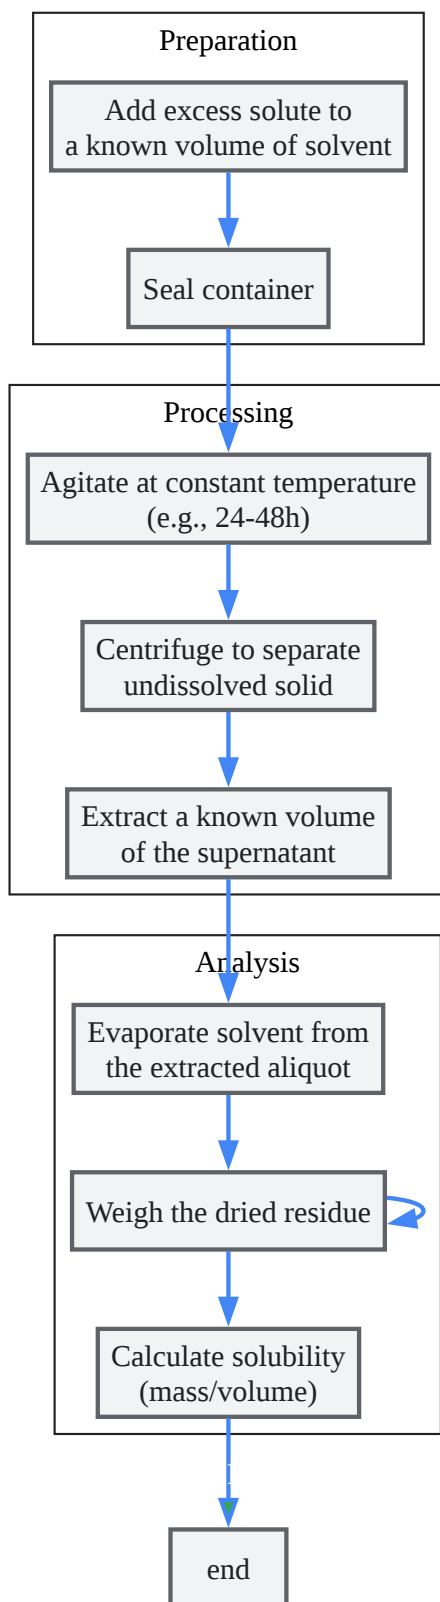 Preparation
Add excess solute to
a known volume of solvent
Seal container
Processing
Agitate at constant temperature
(e.g., 24-48h)
Centrifuge to separate
undissolved solid
Extract a known volume
of the supernatant
Analysis
Evaporate solvent from
the extracted aliquot
Weigh the dried residue
Calculate solubility
(mass/volume)
end